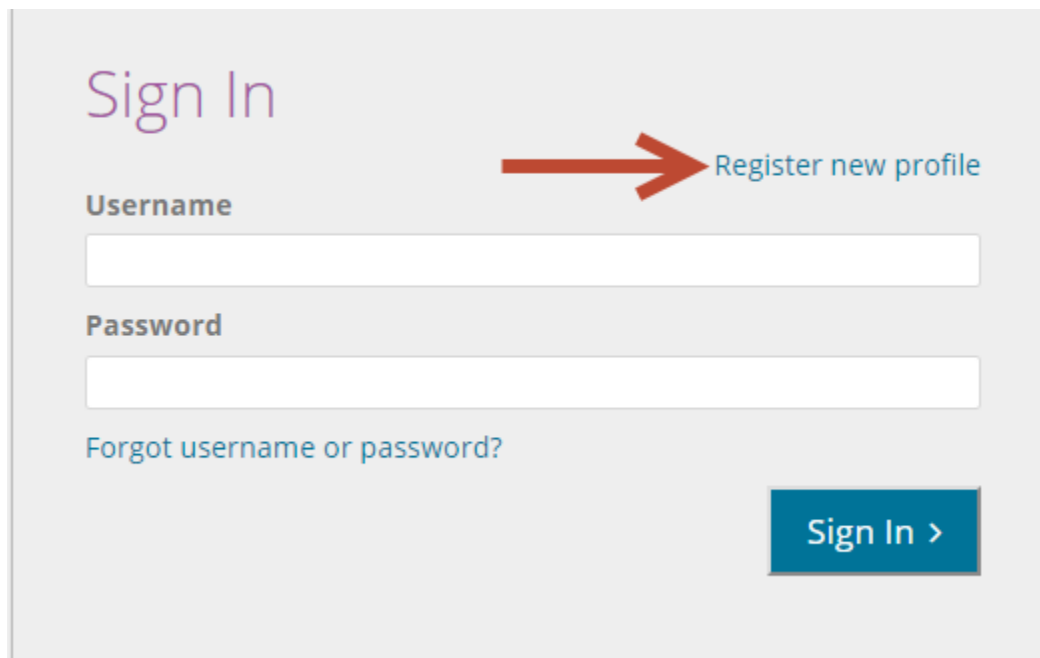 Sign In
Register new profile
Username
Password
Forgot username or password?
Sign In >